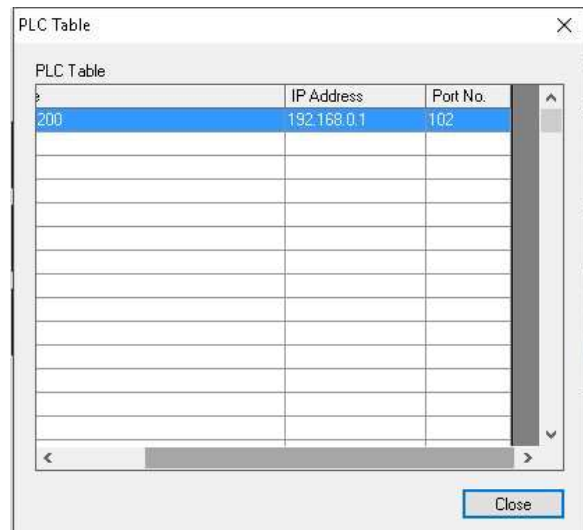 PLC Table
PLC Table
e IP Address Port No.
200 192.168.0.1 102
Close